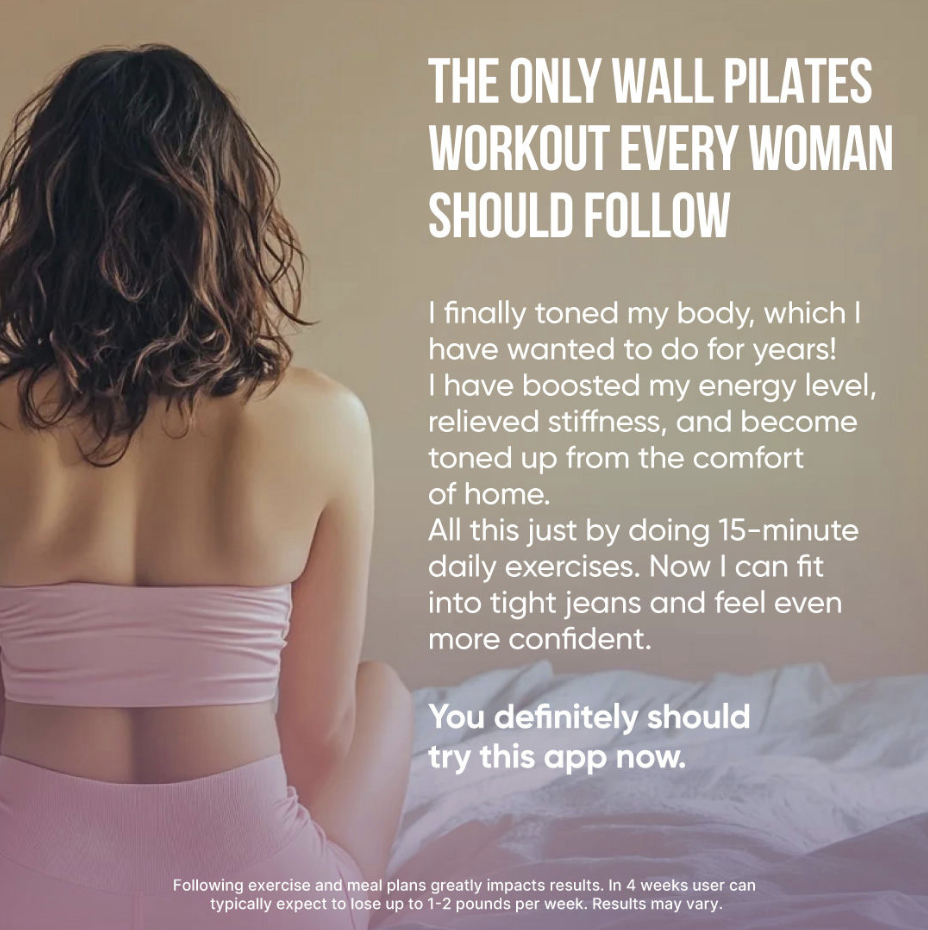 THE ONLY WALL PILATES
WORKOUT EVERY WOMAN
SHOULD FOLLOW
I finally toned my body, which I
have wanted to do for years!
I have boosted my energy level,
relieved stiffness, and become
toned up from the comfort
of home.
All this just by doing 15-minute
daily exercises. Now I can fit
into tight jeans and feel even
more confident.
You definitely should
try this app now.
Following exercise and meal plans greatly impacts results. In 4 weeks user can
typically expect to lose up to 1-2 pounds per week. Results may vary.